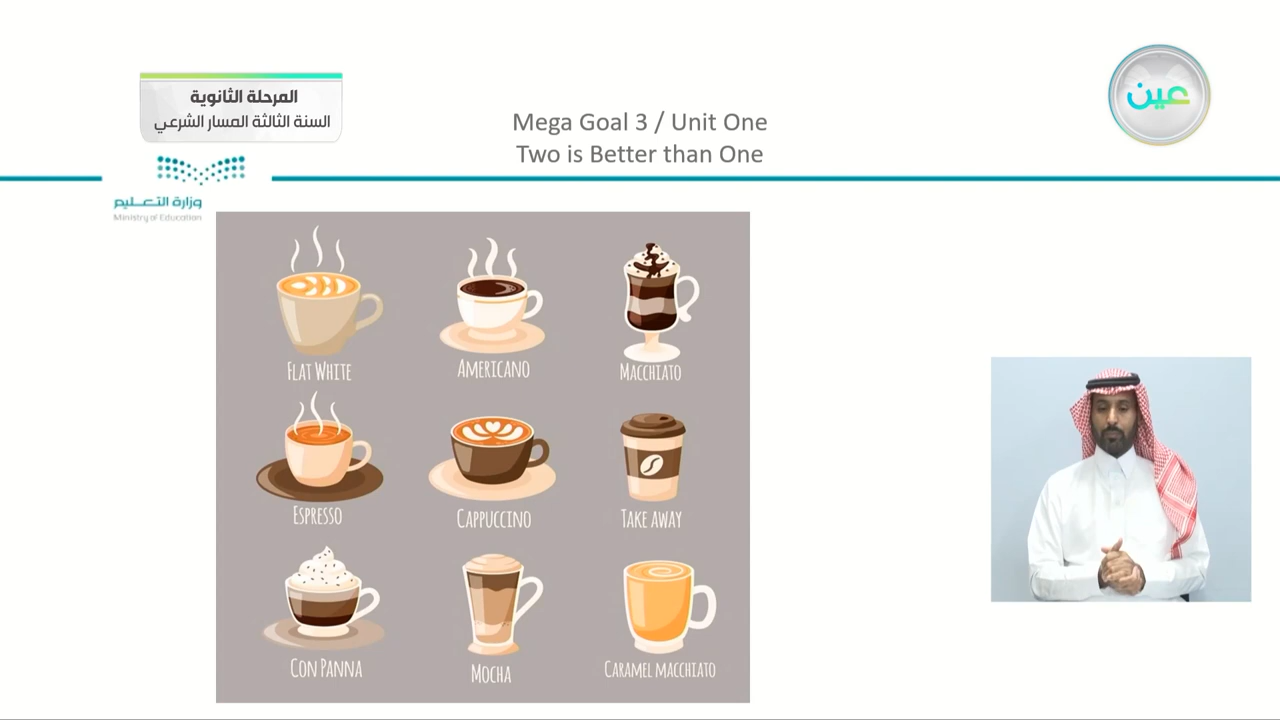 المرحلة الثانوية
السنة الثالثة المسار الشرعي
Mega Goal 3 / Unit One
Two is Better than One
عين
وزارة التعليم
Ministry of Education
FLAT WHITE
AMERICANO
MACCHIATO
ESPRESSO
CAPPUCCINO
TAKE AWAY
CON PANNA
MOCHA
CARAMEL MACCHIATO